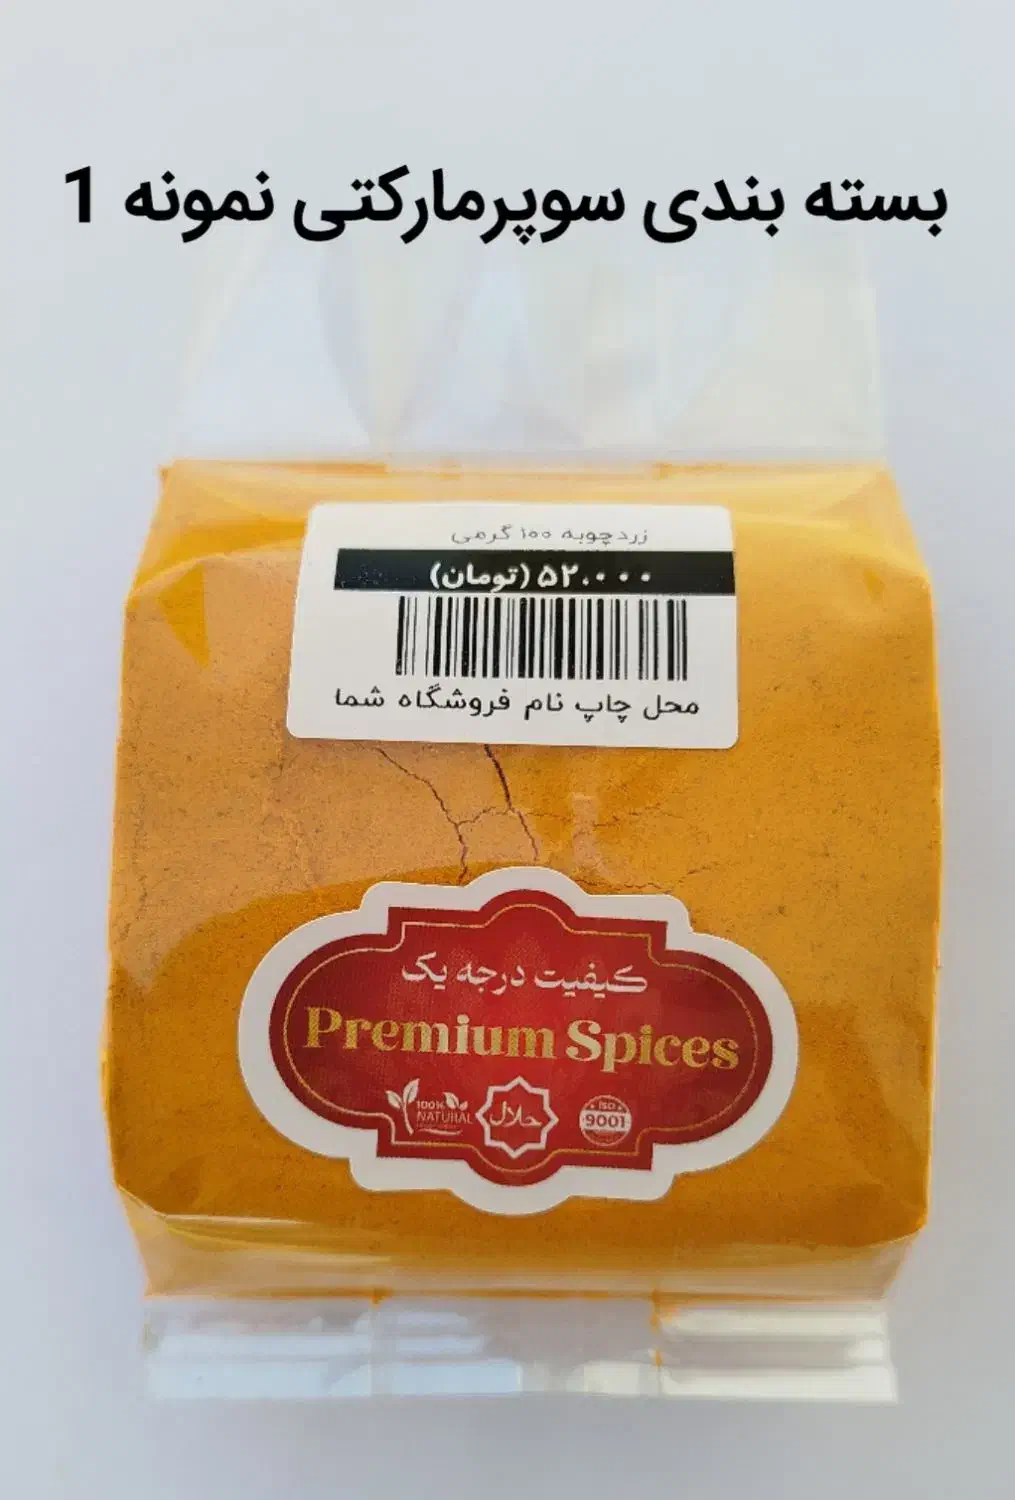 بسته بندی سوپرمارکتی نمونه 1
زردچوبه ۱۰۰ گرمی
۵۲.۰۰۰ (تومان)
محل چاپ نام فروشگاه شما
کیفیت درجه یک
Premium Spices
100%
NATURAL
حلال
ISO
9001